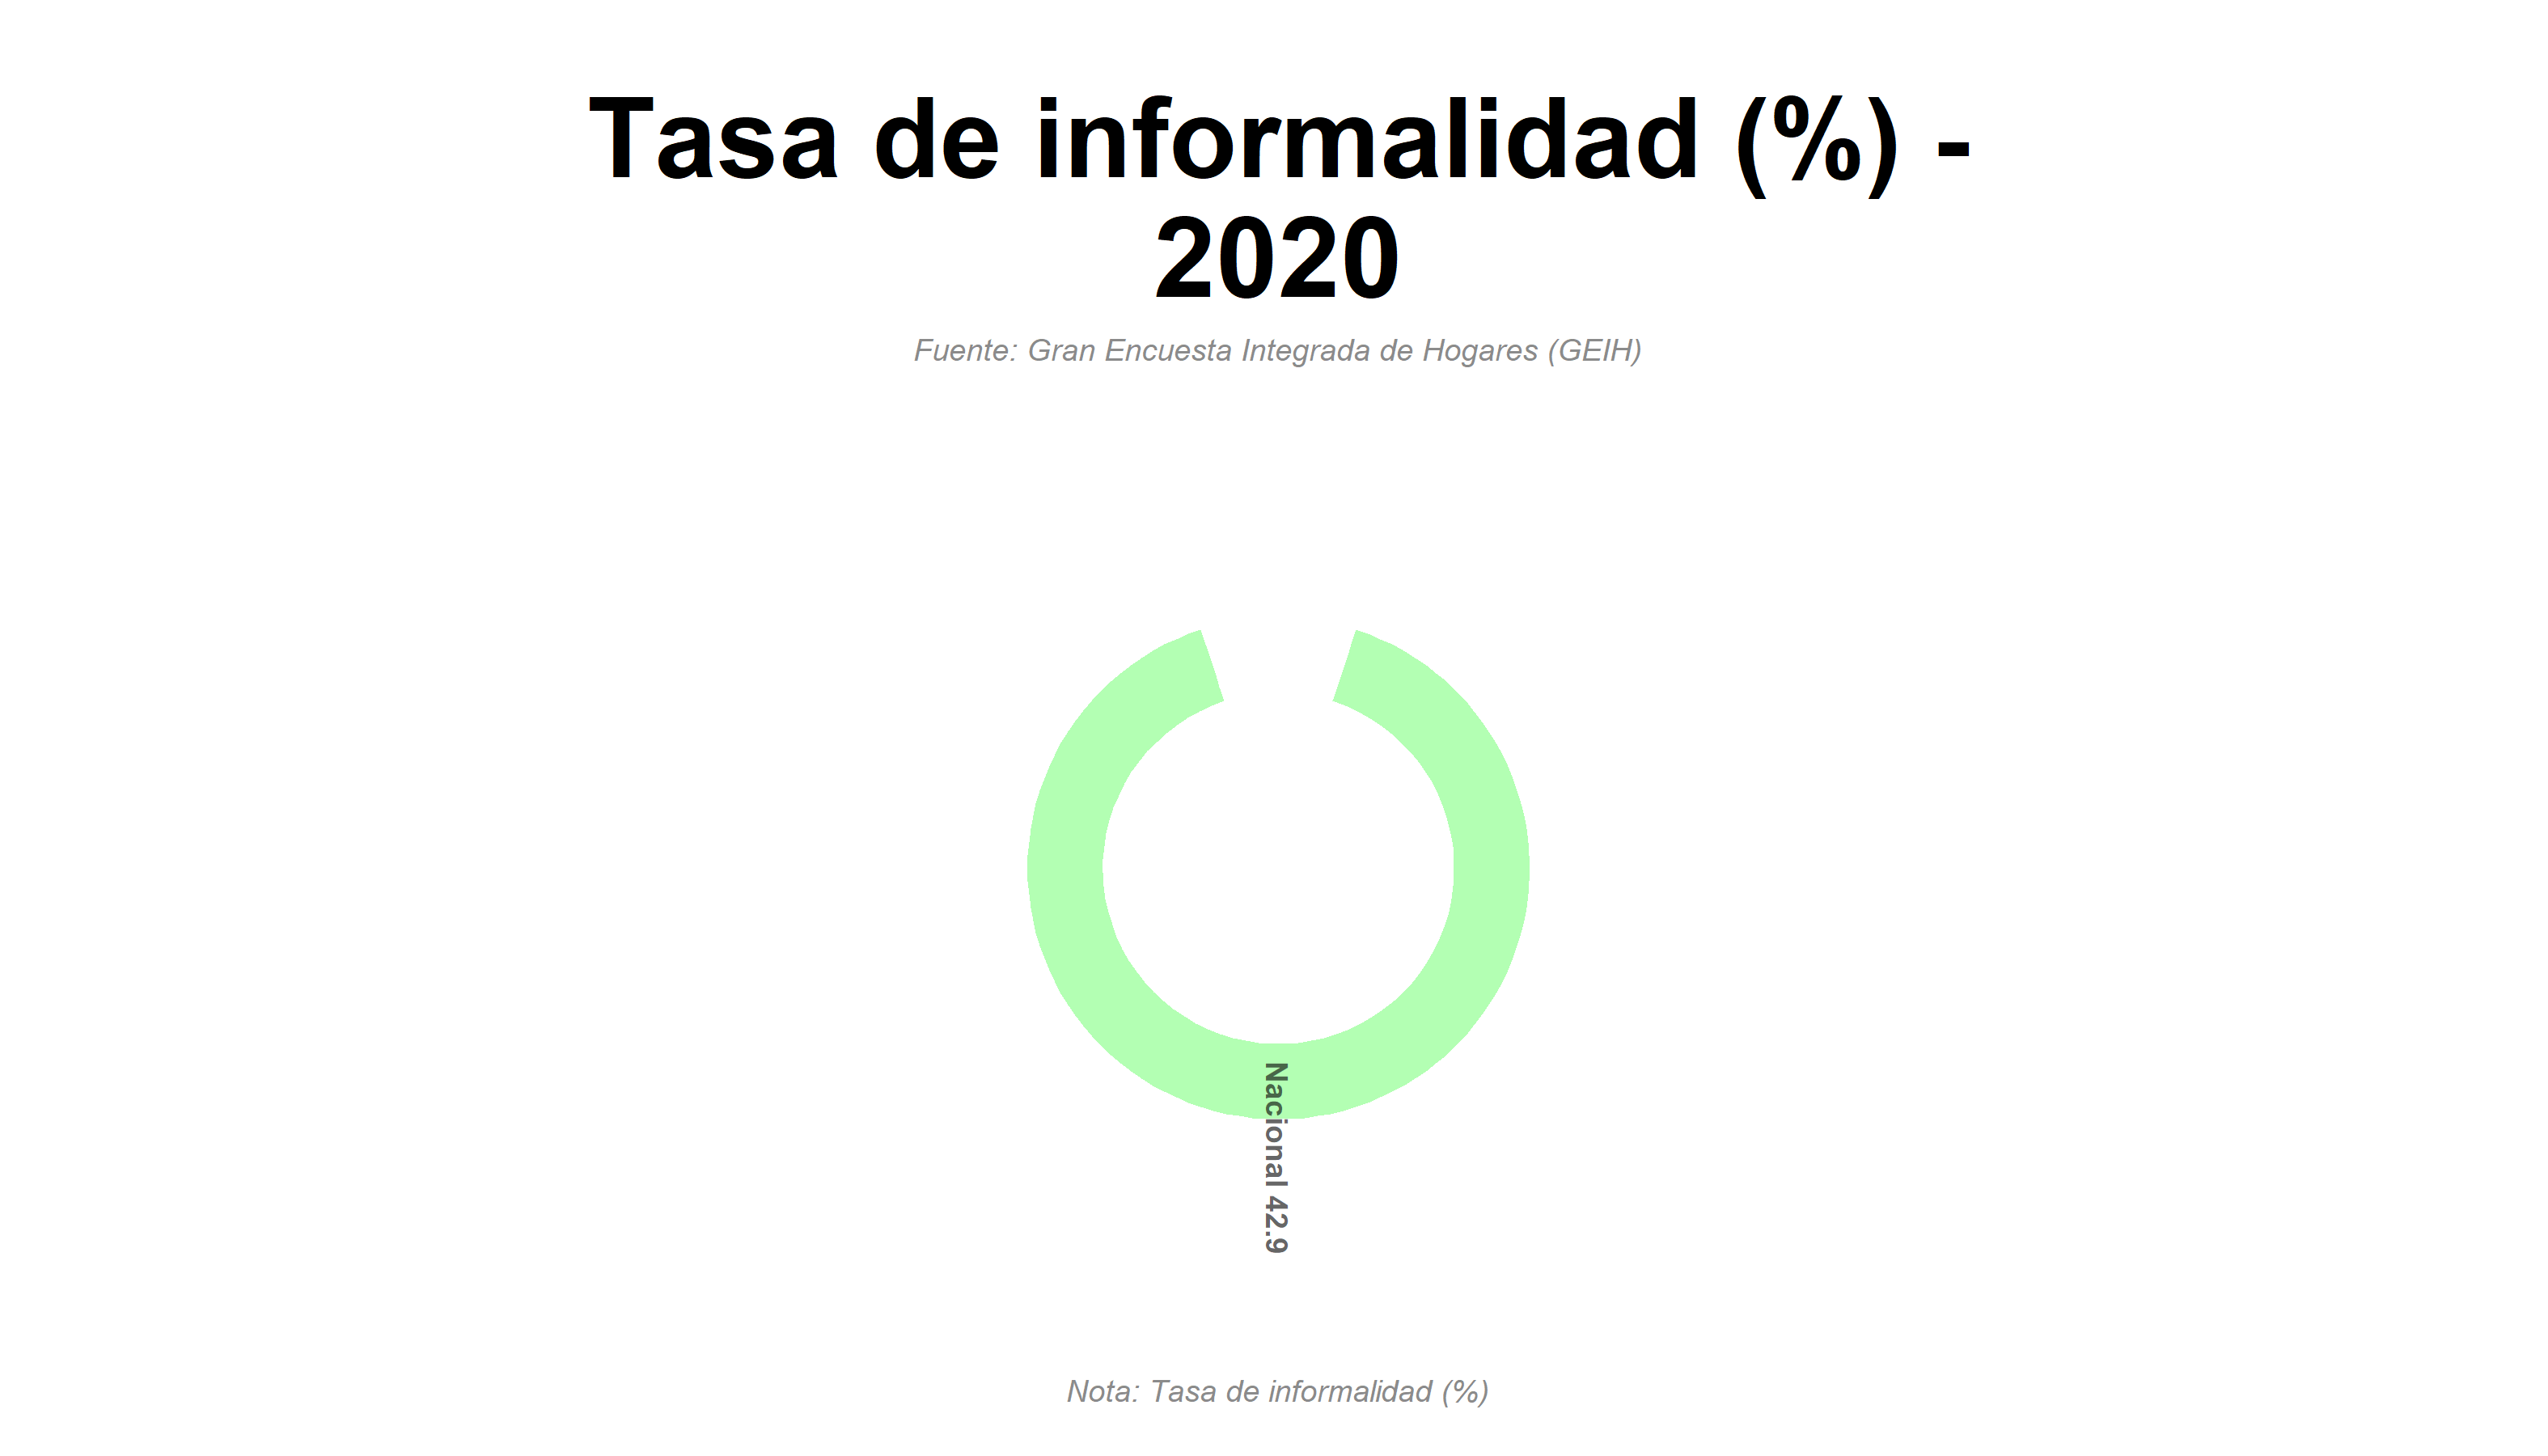 Tasa de informalidad (%) -
2020
Fuente: Gran Encuesta Integrada de Hogares (GEIH)
Nacional 42.9
Nota: Tasa de informalidad (%)